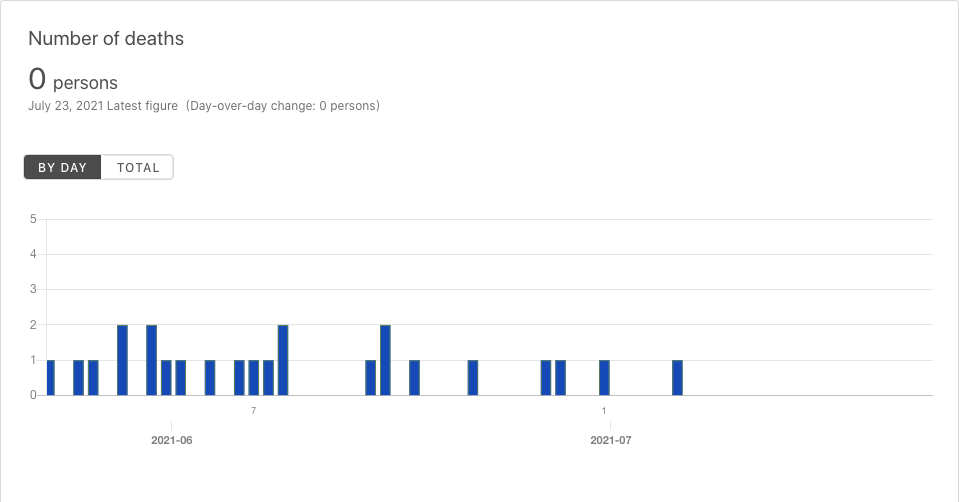 Number of deaths
0 persons
July 23, 2021 Latest figure (Day-over-day change: 0 persons)
BY DAY TOTAL
5
4
3
2
1
0
7 1
2021-06 2021-07